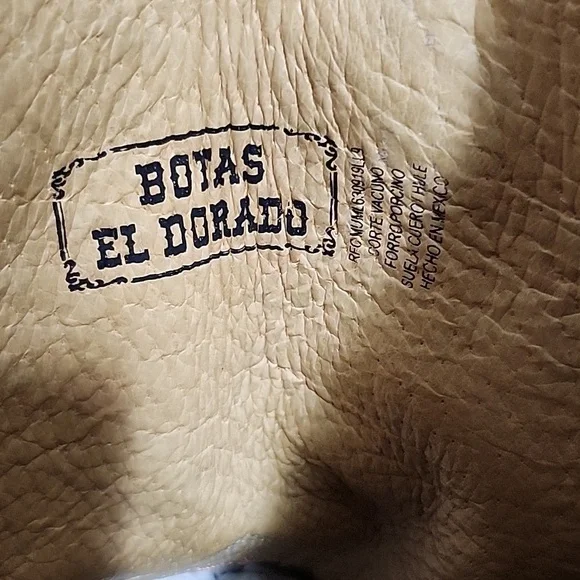 BOTAS
EL DORADO
CORTE VACUNO
FORRO PORCINO
SUELA CUERO Y HULE
HECHO EN MEXICO